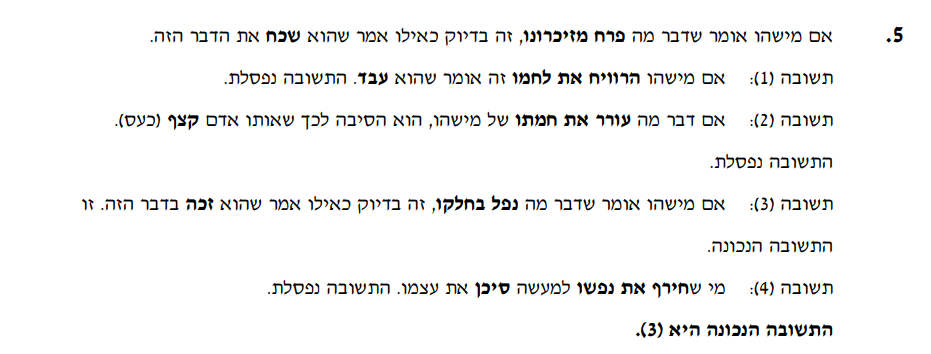 5. אם מישהו אומר שדבר מה פרח מזיכרונו, זה בדיוק כאילו אמר שהוא שכח את הדבר הזה.
תשובה (1): אם מישהו הרוויח את לחמו זה אומר שהוא עבד. התשובה נפסלת.
תשובה (2): אם דבר מה עורר את חמתו של מישהו, הוא הסיבה לכך שאותו אדם קצף (כעס).
התשובה נפסלת.
תשובה (3): אם מישהו אומר שדבר מה נפל בחלקו, זה בדיוק כאילו אמר שהוא זכה בדבר הזה. זו
התשובה הנכונה.
תשובה (4): מי שחירף את נפשו למעשה סיכן את עצמו. התשובה נפסלת.
התשובה הנכונה היא (3).